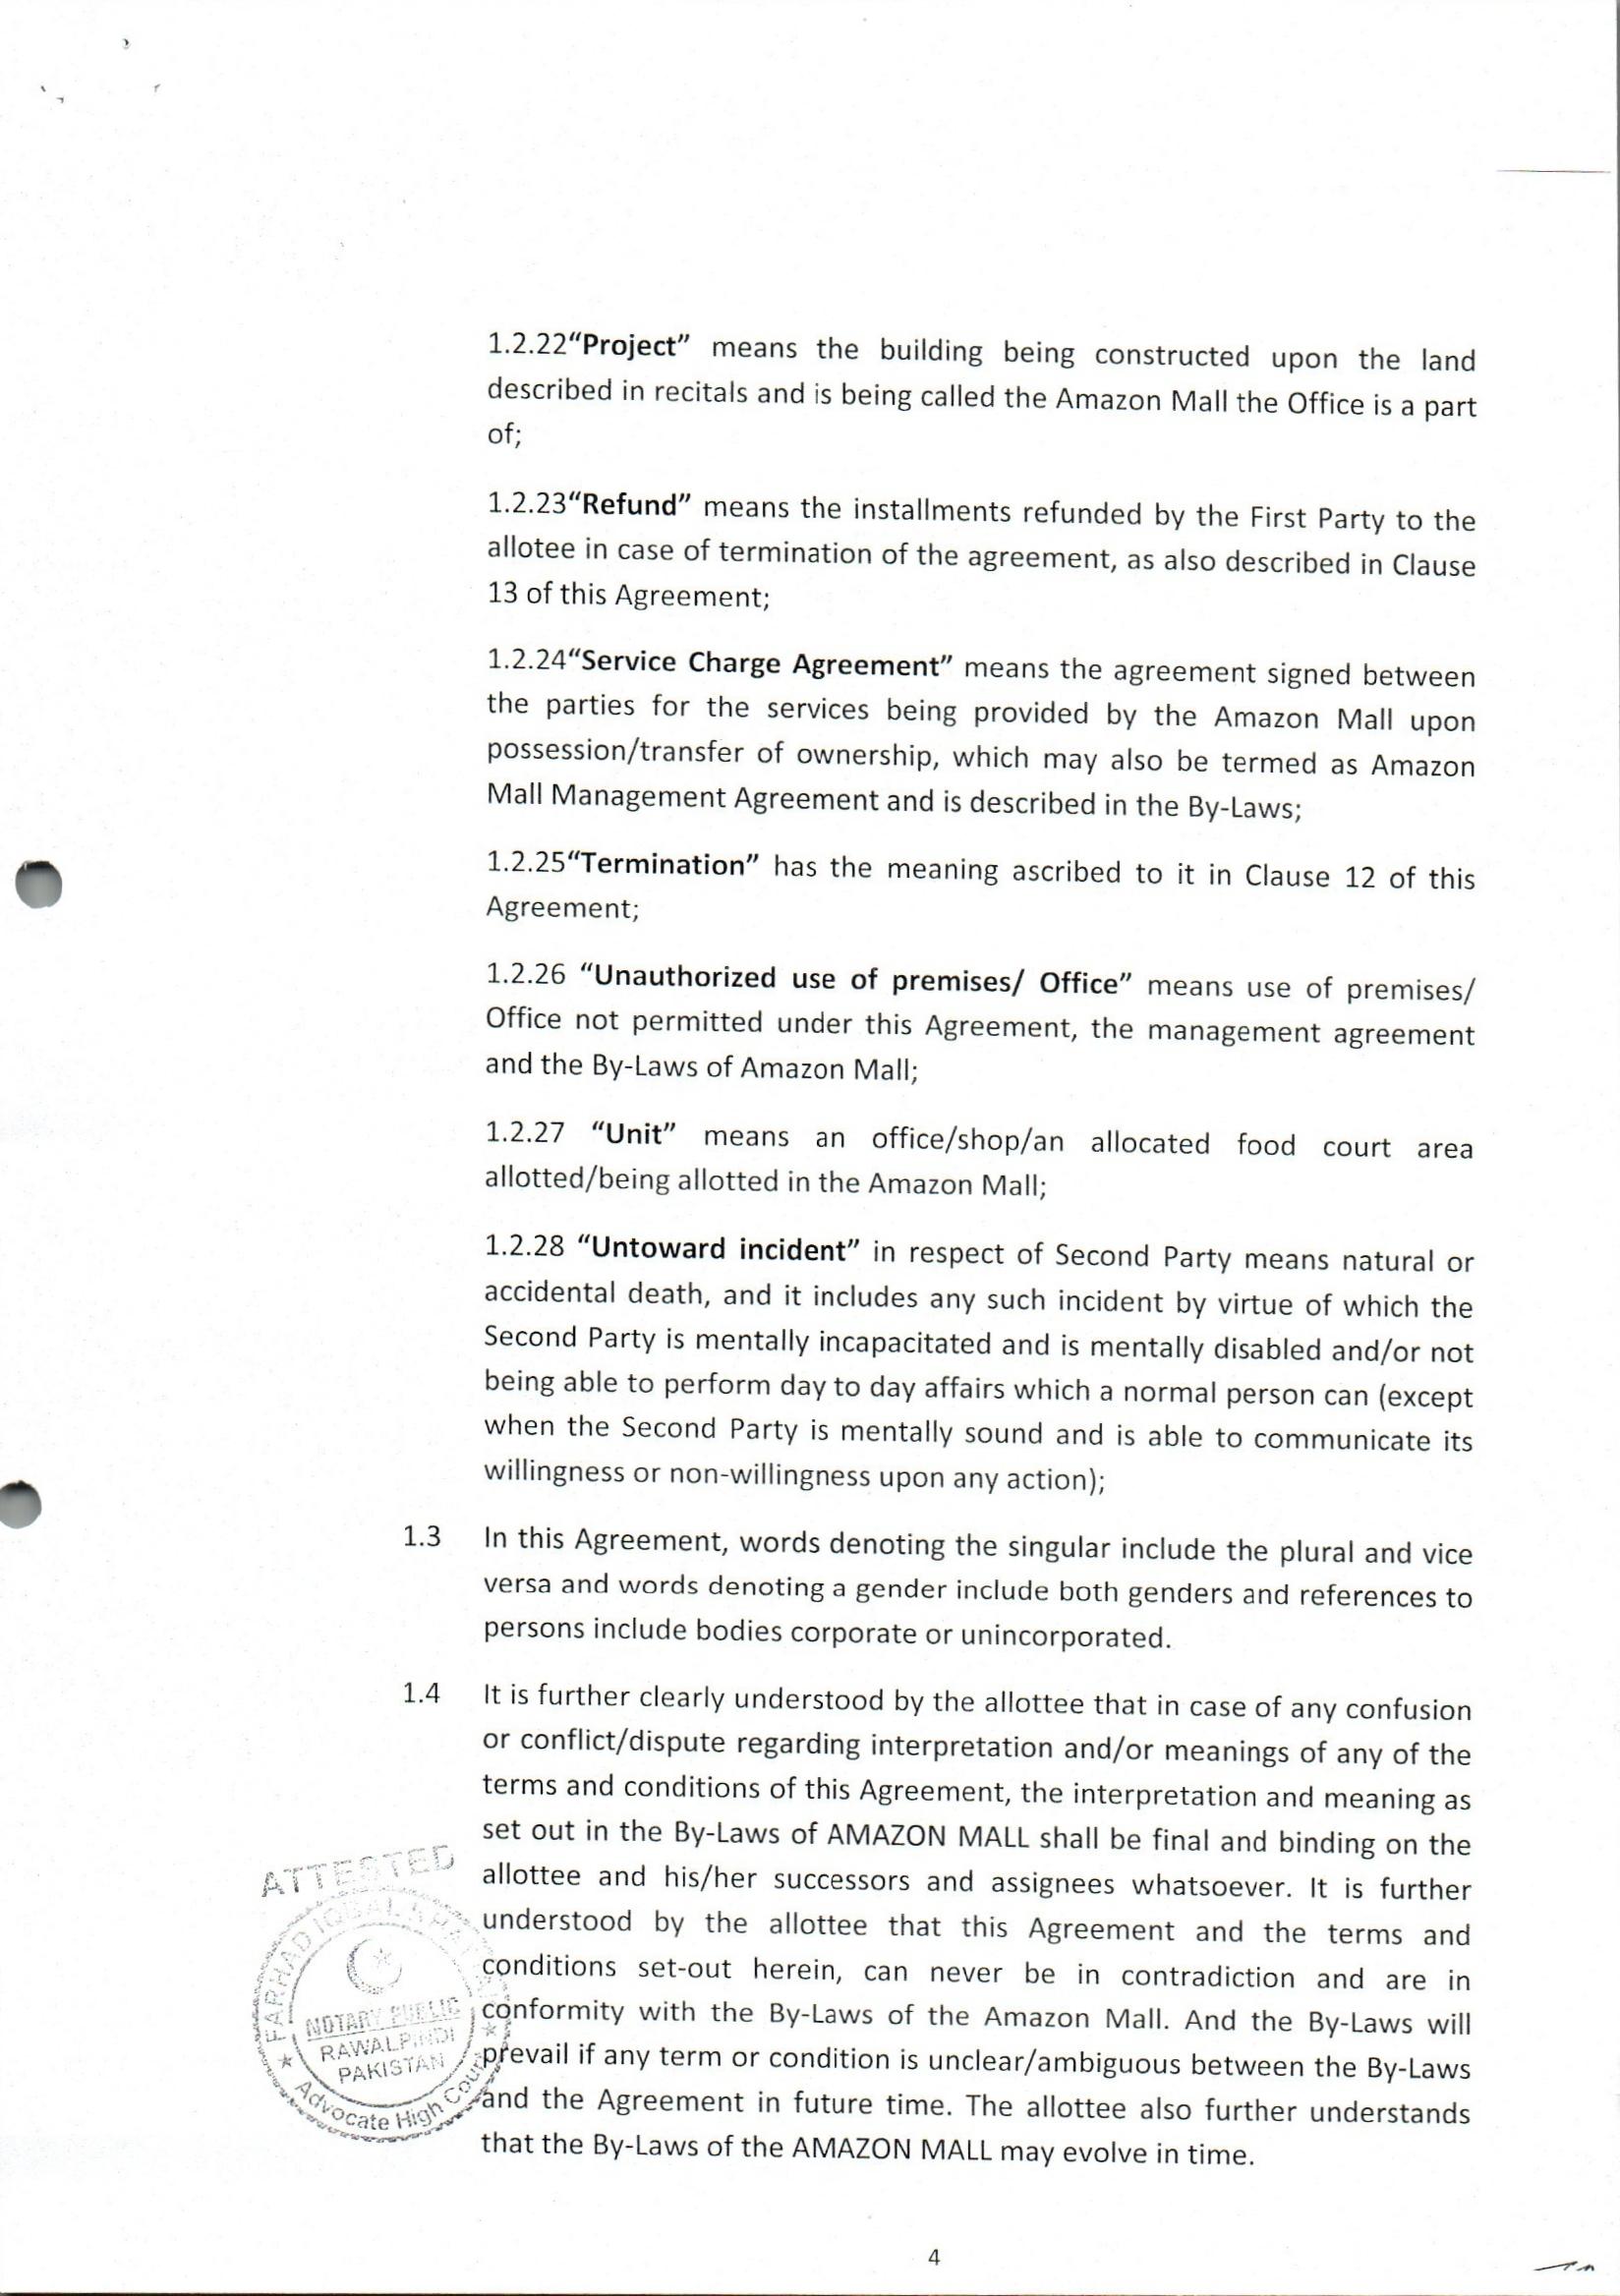 1.2.22“Project” means the building being constructed upon the land
described in recitals and is being called the Amazon Mall the Office is a part
of;
1.2.23“Refund” means the installments refunded by the First Party to the
allotee in case of termination of the agreement, as also described in Clause
13 of this Agreement;
1.2.24“Service Charge Agreement” means the agreement signed between
the parties for the services being provided by the Amazon Mall upon
possession/transfer of ownership, which may also be termed as Amazon
Mall Management Agreement and is described in the By-Laws;
1.2.25“Termination” has the meaning ascribed to it in Clause 12 of this
Agreement;
1.2.26 “Unauthorized use of premises/ Office” means use of premises/
Office not permitted under this Agreement, the management agreement
and the By-Laws of Amazon Mall;
1.2.27 “Unit” means an office/shop/an allocated food court area
allotted/being allotted in the Amazon Mall;
1.2.28 “Untoward incident” in respect of Second Party means natural or
accidental death, and it includes any such incident by virtue of which the
Second Party is mentally incapacitated and is mentally disabled and/or not
being able to perform day to day affairs which a normal person can (except
when the Second Party is mentally sound and is able to communicate its
willingness or non-willingness upon any action);
1.3 In this Agreement, words denoting the singular include the plural and vice
versa and words denoting a gender include both genders and references to
persons include bodies corporate or unincorporated.
1.4 It is further clearly understood by the allottee that in case of any confusion
or conflict/dispute regarding interpretation and/or meanings of any of the
terms and conditions of this Agreement, the interpretation and meaning as
set out in the By-Laws of AMAZON MALL shall be final and binding on the
allottee and his/her successors and assignees whatsoever. It is further
understood by the allottee that this Agreement and the terms and
conditions set-out herein, can never be in contradiction and are in
conformity with the By-Laws of the Amazon Mall. And the By-Laws will
prevail if any term or condition is unclear/ambiguous between the By-Laws
and the Agreement in future time. The allottee also further understands
that the By-Laws of the AMAZON MALL may evolve in time.
ATTESTED
FARHAD IQBAL
NOTARY PUBLIC
RAWALPINDI
PAKISTAN
Advocate High Court
4